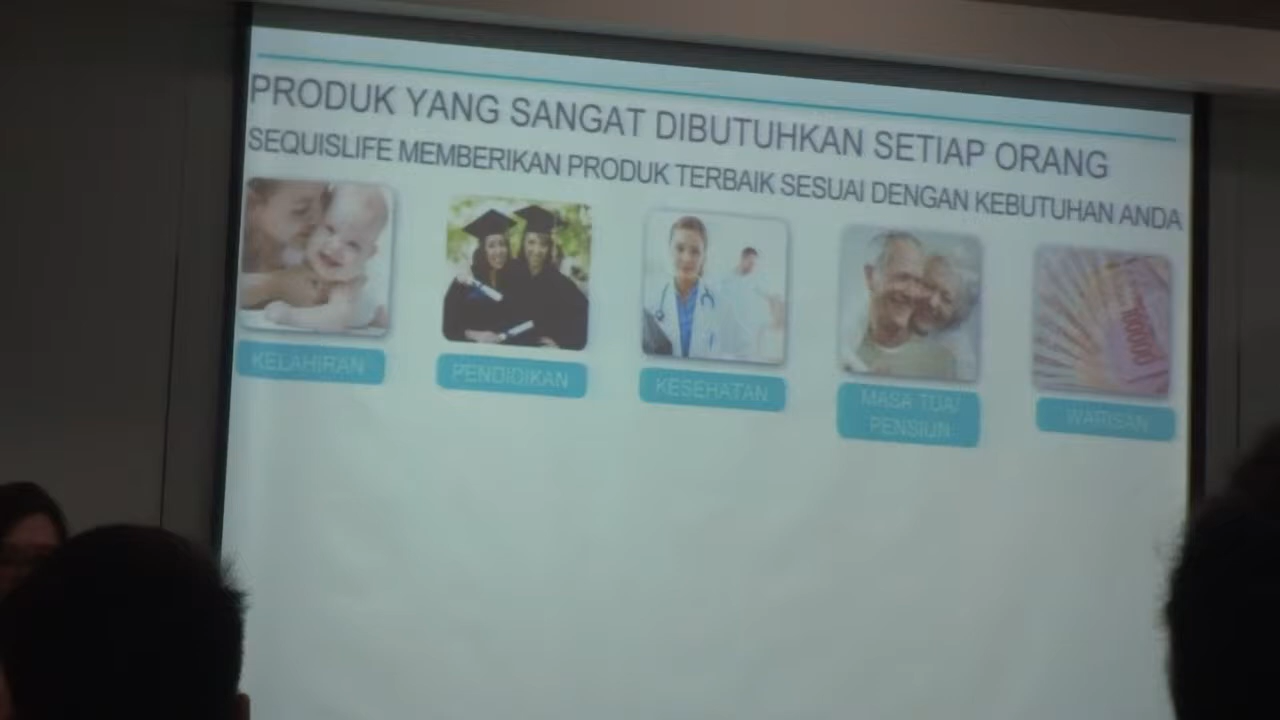 PRODUK YANG SANGAT DIBUTUHKAN SETIAP ORANG
SEQUISLIFE MEMBERIKAN PRODUK TERBAIK SESUAI DENGAN KEBUTUHAN ANDA
KELAHIRAN
PENDIDIKAN
KESEHATAN
MASA TUA/
PENSIUN
WARISAN
100000